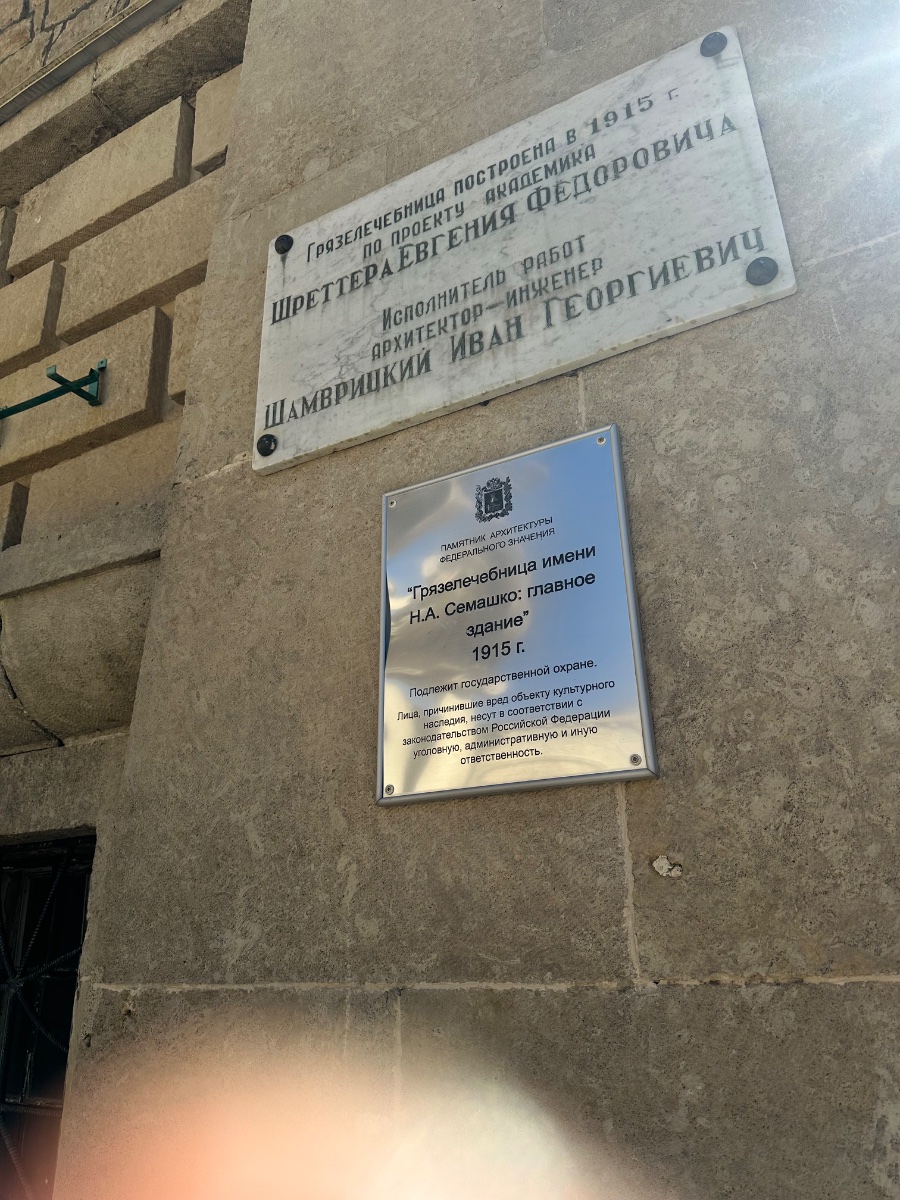 Грязелечебница построена в 1915 г.
по проекту академика
Шреттера Евгения Федоровича
Исполнитель работ
архитектор–инженер
Шамврицкий Иван Георгиевич
ПАМЯТНИК АРХИТЕКТУРЫ
ФЕДЕРАЛЬНОГО ЗНАЧЕНИЯ
“Грязелечебница имени
Н.А. Семашко: главное
здание”
1915 г.
Подлежит государственной охране.
Лица, причинившие вред объекту культурного
наследия, несут в соответствии с
законодательством Российской Федерации
уголовную, административную и иную
ответственность.